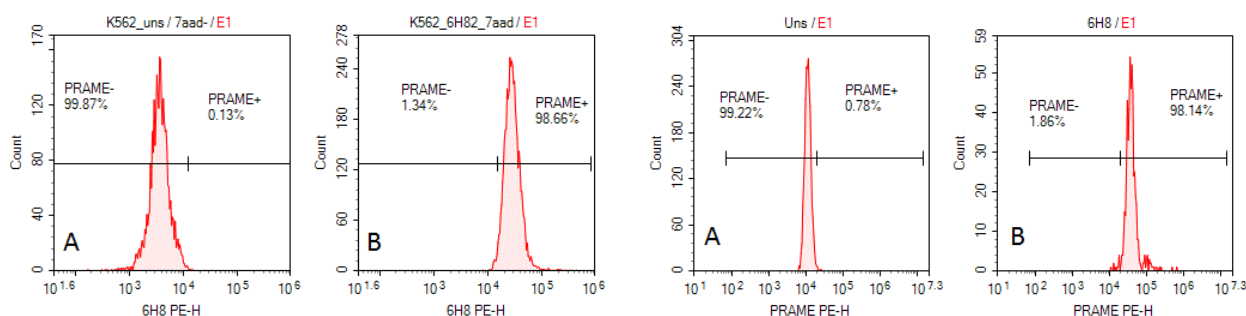 K562_uns / 7aad- / E1
170
120
80
40
0
Count
PRAME-
99.87%
PRAME+
0.13%
A
10^1.6 10^3 10^4 10^5 10^6
6H8 PE-H
K562_6H82_7aad / E1
278
240
180
120
60
0
Count
PRAME-
1.34%
PRAME+
98.66%
B
10^1.6 10^3 10^4 10^5 10^6
6H8 PE-H
Uns / E1
304
240
180
120
60
0
Count
PRAME-
99.22%
PRAME+
0.78%
A
10^1 10^2 10^3 10^4 10^5 10^6 10^7.3
PRAME PE-H
6H8 / E1
59
50
40
30
20
10
0
Count
PRAME-
1.86%
PRAME+
98.14%
B
10^1 10^2 10^3 10^4 10^5 10^6 10^7.3
PRAME PE-H